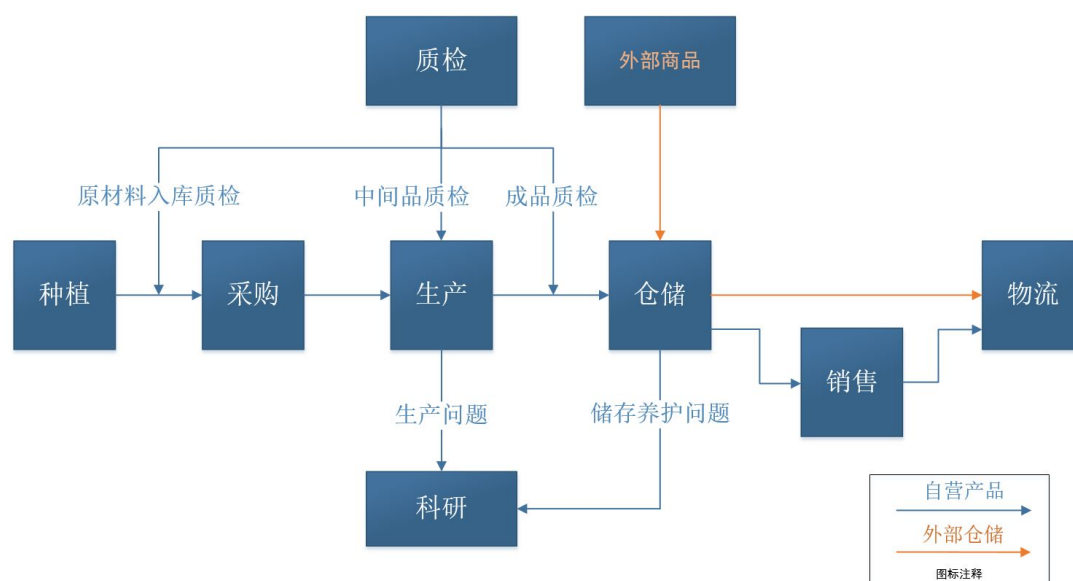 质检
外部商品
原材料入库质检
中间品质检
成品质检
种植
采购
生产
仓储
物流
销售
生产问题
储存养护问题
科研
自营产品
外部仓储
图标注释